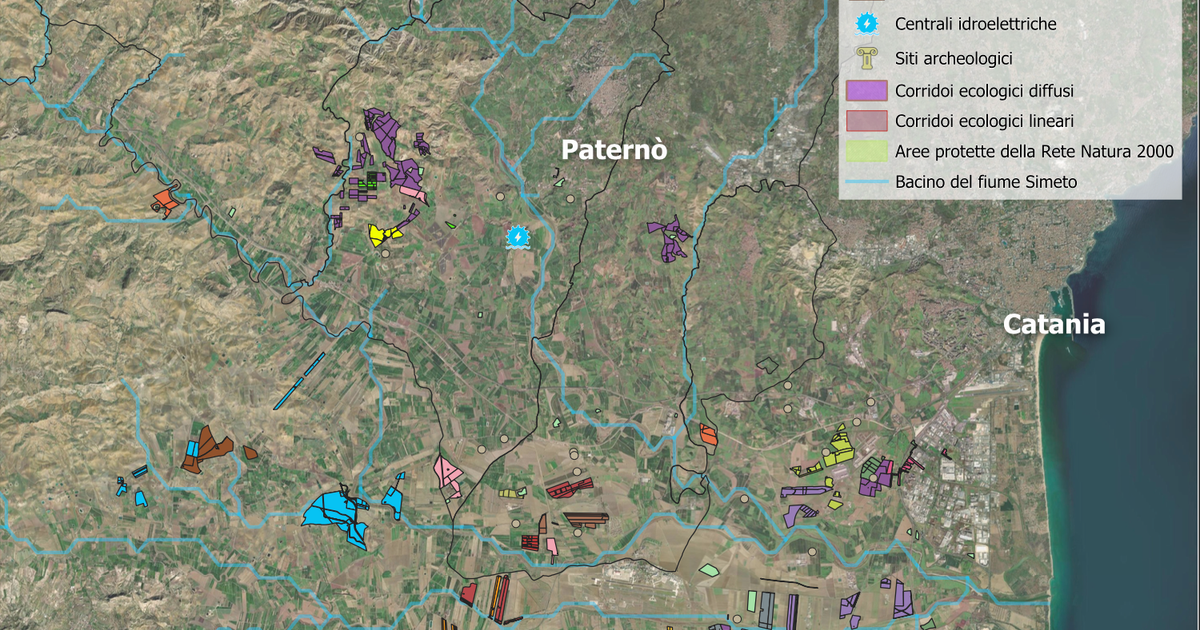 Centrali idroelettriche
Siti archeologici
Corridoi ecologici diffusi
Corridoi ecologici lineari
Aree protette della Rete Natura 2000
Bacino del fiume Simeto
Paternò
Catania